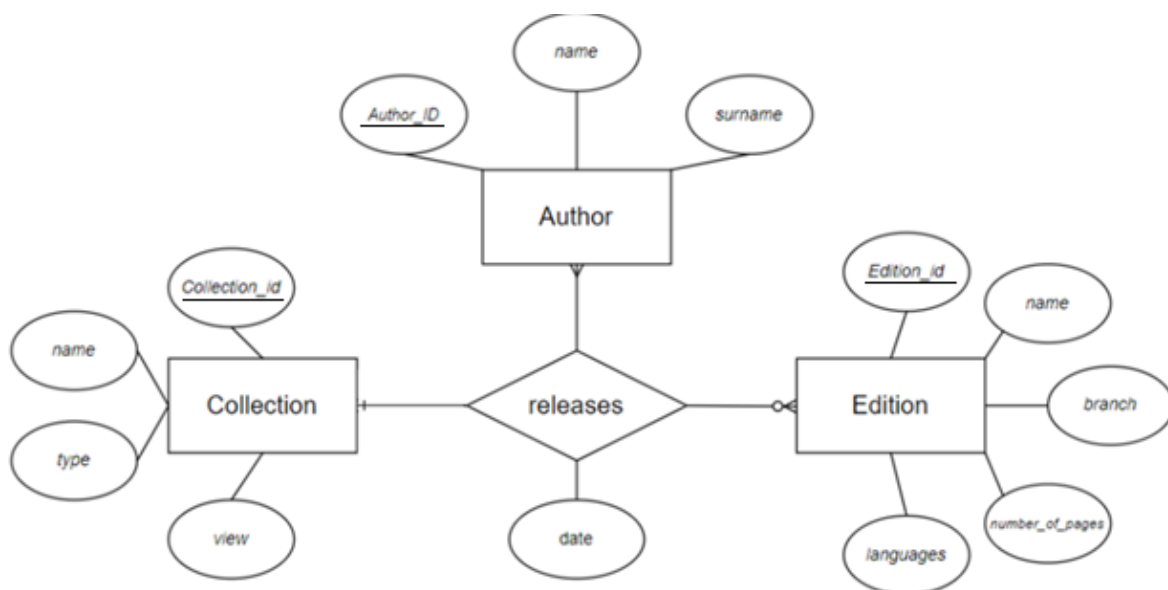 name
Author_ID
surname
Author
Collection_id
Edition_id
name
name
Collection
releases
Edition
branch
type
view
date
languages
number_of_pages